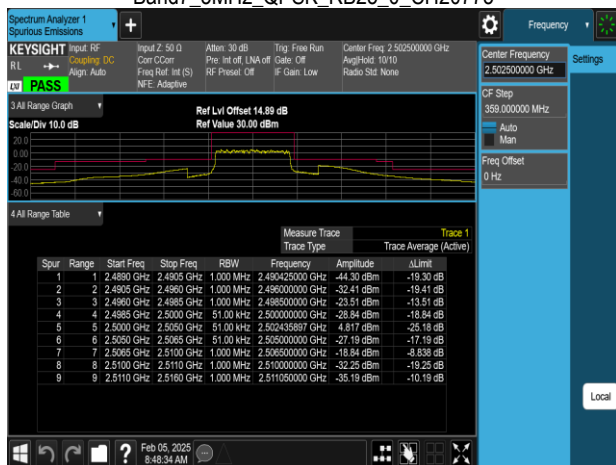 Band7_5MHz_QPSK_RB25_0_CH20775
Spectrum Analyzer 1
Spurious Emissions
Frequency
KEYSIGHT Input: RF Input Z: 50 Ω Atten: 30 dB Trig: Free Run Center Freq: 2.502500000 GHz
RL Coupling: DC Corr CCorr Pre: Int off, LNA off Gate: Off Avg|Hold: 10/10
Align: Auto Freq Ref: Int (S) RF Preset: Off IF Gain: Low Radio Std: None
NFE: Adaptive
LXI PASS
Center Frequency
2.502500000 GHz
Settings
CF Step
359.000000 MHz
Auto
Man
Freq Offset
0 Hz
3 All Range Graph
Ref Lvl Offset 14.89 dB
Scale/Div 10.0 dB Ref Value 30.00 dBm
20.0
0.00
-20.0
-40.0
-60.0
4 All Range Table
Measure Trace Trace 1
Trace Type Trace Average (Active)
Spur Range Start Freq Stop Freq RBW Frequency Amplitude ΔLimit
1 1 2.4890 GHz 2.4905 GHz 1.000 MHz 2.490425000 GHz -44.30 dBm -19.30 dB
2 2 2.4905 GHz 2.4960 GHz 1.000 MHz 2.496000000 GHz -32.41 dBm -19.41 dB
3 3 2.4960 GHz 2.4985 GHz 1.000 MHz 2.498500000 GHz -23.51 dBm -13.51 dB
4 4 2.4985 GHz 2.5000 GHz 51.00 kHz 2.500000000 GHz -28.84 dBm -18.84 dB
5 5 2.5000 GHz 2.5050 GHz 51.00 kHz 2.502435897 GHz 4.817 dBm -25.18 dB
6 6 2.5050 GHz 2.5065 GHz 51.00 kHz 2.505000000 GHz -27.19 dBm -17.19 dB
7 7 2.5065 GHz 2.5100 GHz 1.000 MHz 2.506500000 GHz -18.84 dBm -8.838 dB
8 8 2.5100 GHz 2.5110 GHz 1.000 MHz 2.510000000 GHz -32.25 dBm -19.25 dB
9 9 2.5110 GHz 2.5160 GHz 1.000 MHz 2.511050000 GHz -35.19 dBm -10.19 dB
Local
Feb 05, 2025
8:48:34 AM